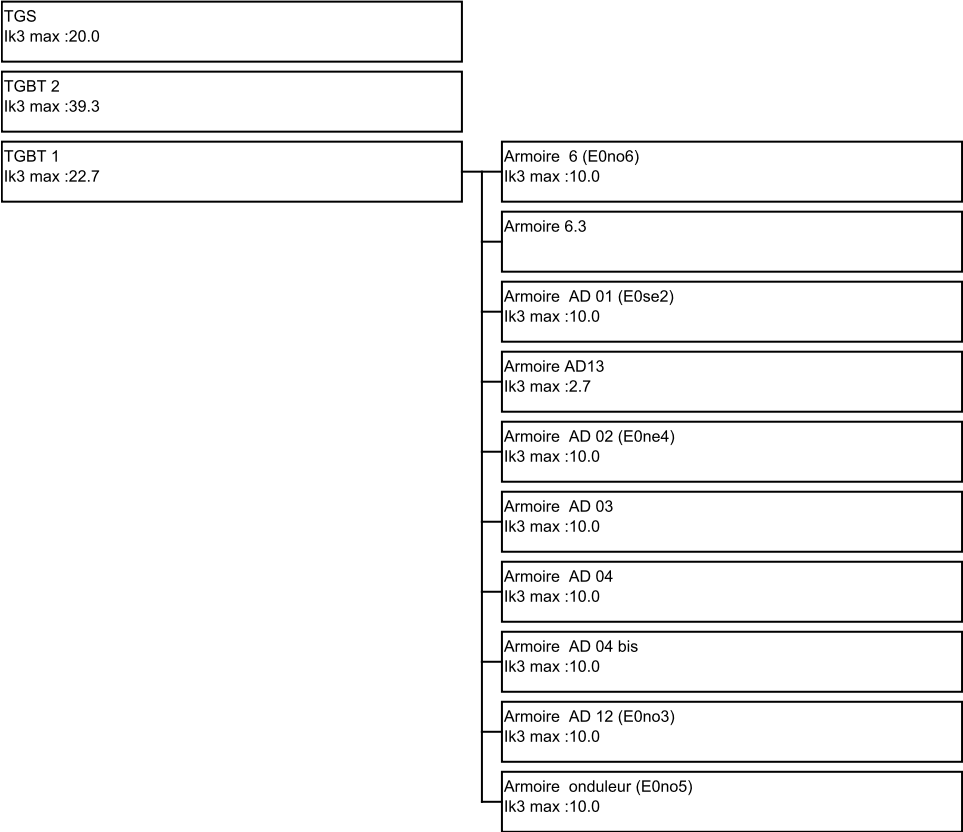 TGS
Ik3 max :20.0
TGBT 2
Ik3 max :39.3
TGBT 1
Ik3 max :22.7
Armoire  6 (E0no6)
Ik3 max :10.0
Armoire 6.3
Armoire  AD 01 (E0se2)
Ik3 max :10.0
Armoire AD13
Ik3 max :2.7
Armoire  AD 02 (E0ne4)
Ik3 max :10.0
Armoire  AD 03
Ik3 max :10.0
Armoire  AD 04
Ik3 max :10.0
Armoire  AD 04 bis
Ik3 max :10.0
Armoire  AD 12 (E0no3)
Ik3 max :10.0
Armoire  onduleur (E0no5)
Ik3 max :10.0